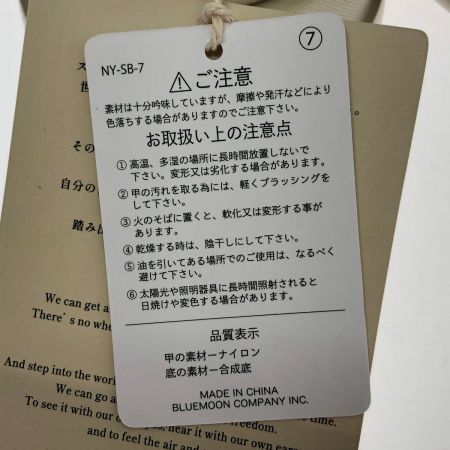 NY-SB-7
⑦
⚠ご注意
素材は十分吟味していますが、摩擦や発汗などにより
色落ちする場合がありますのでご注意下さい。
お取扱い上の注意点
①高温、多湿の場所に長時間放置しないで
下さい。変形又は劣化する場合があります。
②甲の汚れを取る為には、軽くブラッシングを
して下さい。
③火のそばに置くと、軟化又は変形する事が
あります。
④乾燥する時は、陰干しにして下さい。
⑤油を引いてある場所でのご使用は、なるべく
避けて下さい。
⑥太陽光や照明器具に長時間照射されると
日焼けや変色する場合があります。
品質表示
甲の素材ーナイロン
底の素材ー合成底
MADE IN CHINA
BLUEMOON COMPANY INC.
その
自分の
踏み
We can get
There's no whe
And step into the worl
We can go
To see it with our
freedom.
time.
you, hear it with our own ears
and to feel the air and